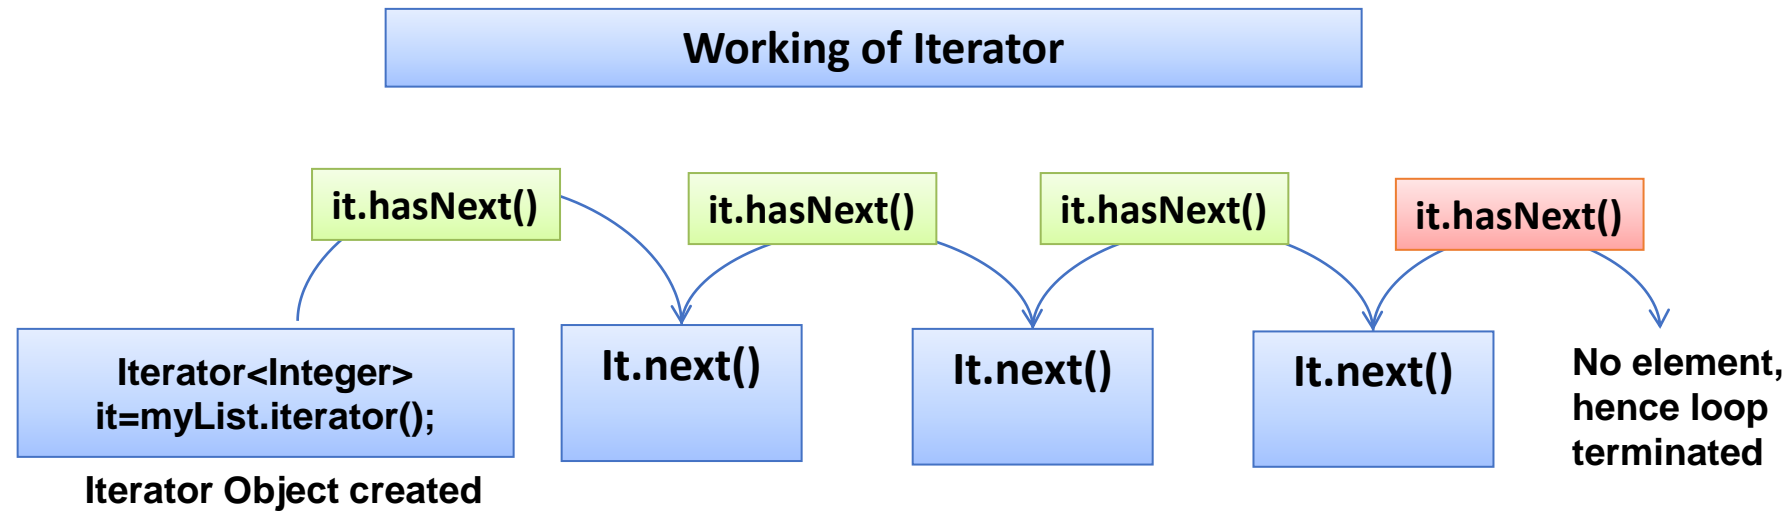 Working of Iterator
it.hasNext()
it.hasNext()
it.hasNext()
it.hasNext()
Iterator<Integer>
it=myList.iterator();
It.next()
It.next()
It.next()
No element,
hence loop
terminated
Iterator Object created